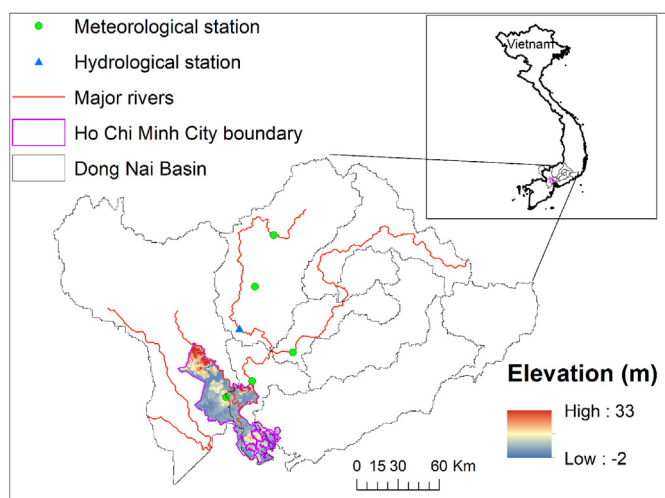 Meteorological station
Hydrological station
Major rivers
Ho Chi Minh City boundary
Dong Nai Basin
Vietnam
Elevation (m)
High : 33
Low : -2
0 15 30 60 Km